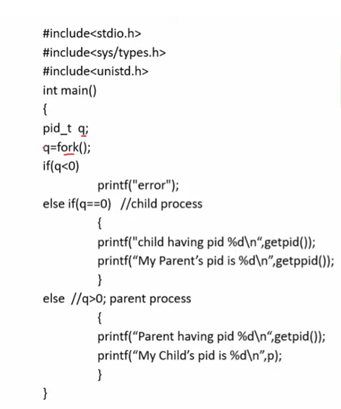 #include<stdio.h>
#include<sys/types.h>
#include<unistd.h>
int main()
{
pid_t q;
q=fork();
if(q<0)
printf("error");
else if(q==0) //child process
{
printf("child having pid %d\n“,getpid());
printf(“My Parent’s pid is %d\n”,getppid());
}
else //q>0; parent process
{
printf(“Parent having pid %d\n“,getpid());
printf(“My Child’s pid is %d\n”,p);
}
}